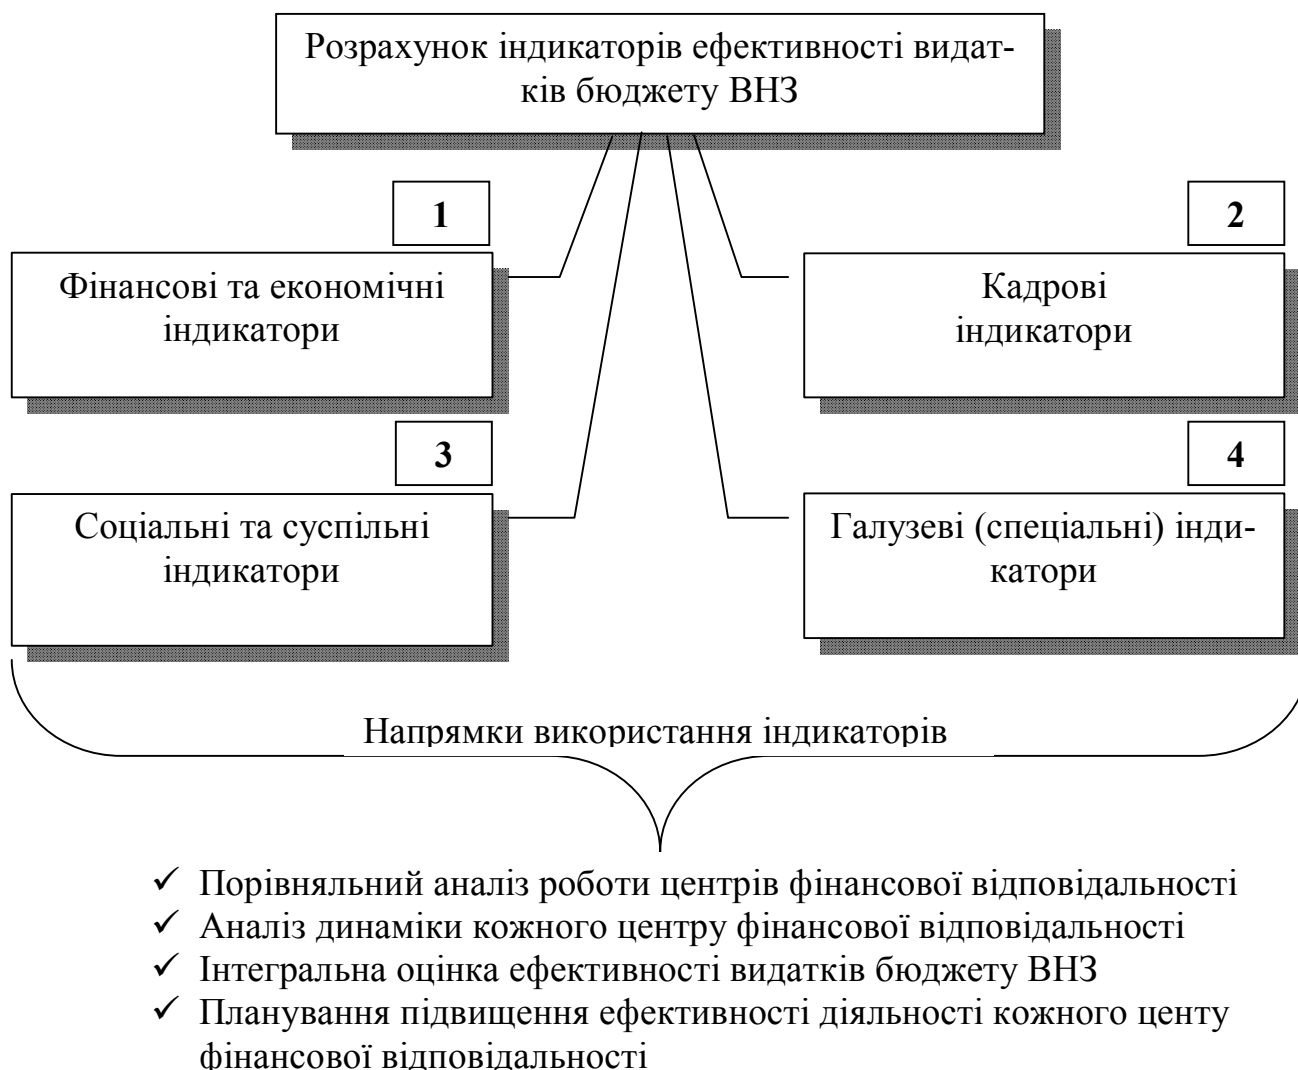 Розрахунок індикаторів ефективності видат-
ків бюджету ВНЗ
1
2
Фінансові та економічні
індикатори
Кадрові
індикатори
3
4
Соціальні та суспільні
індикатори
Галузеві (спеціальні) інди-
катори
Напрямки використання індикаторів
✓ Порівняльний аналіз роботи центрів фінансової відповідальності
✓ Аналіз динаміки кожного центру фінансової відповідальності
✓ Інтегральна оцінка ефективності видатків бюджету ВНЗ
✓ Планування підвищення ефективності діяльності кожного центу
фінансової відповідальності